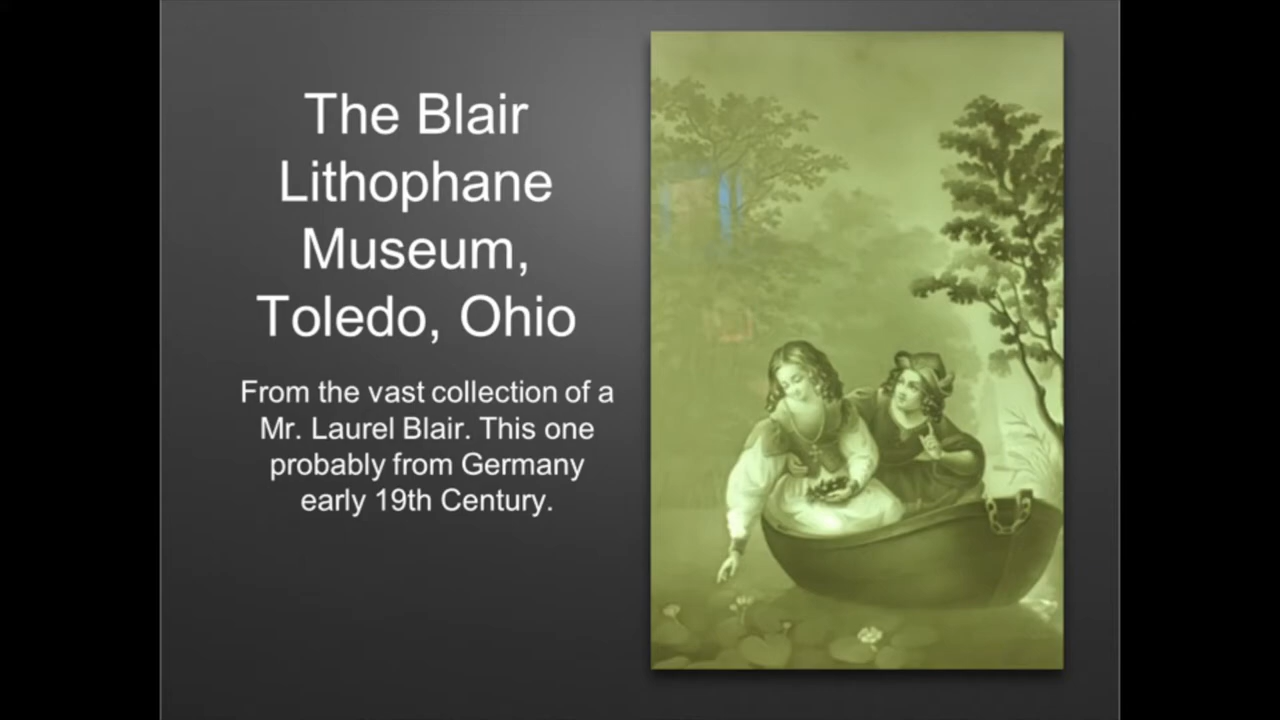 The Blair
Lithophane
Museum,
Toledo, Ohio
From the vast collection of a
Mr. Laurel Blair. This one
probably from Germany
early 19th Century.